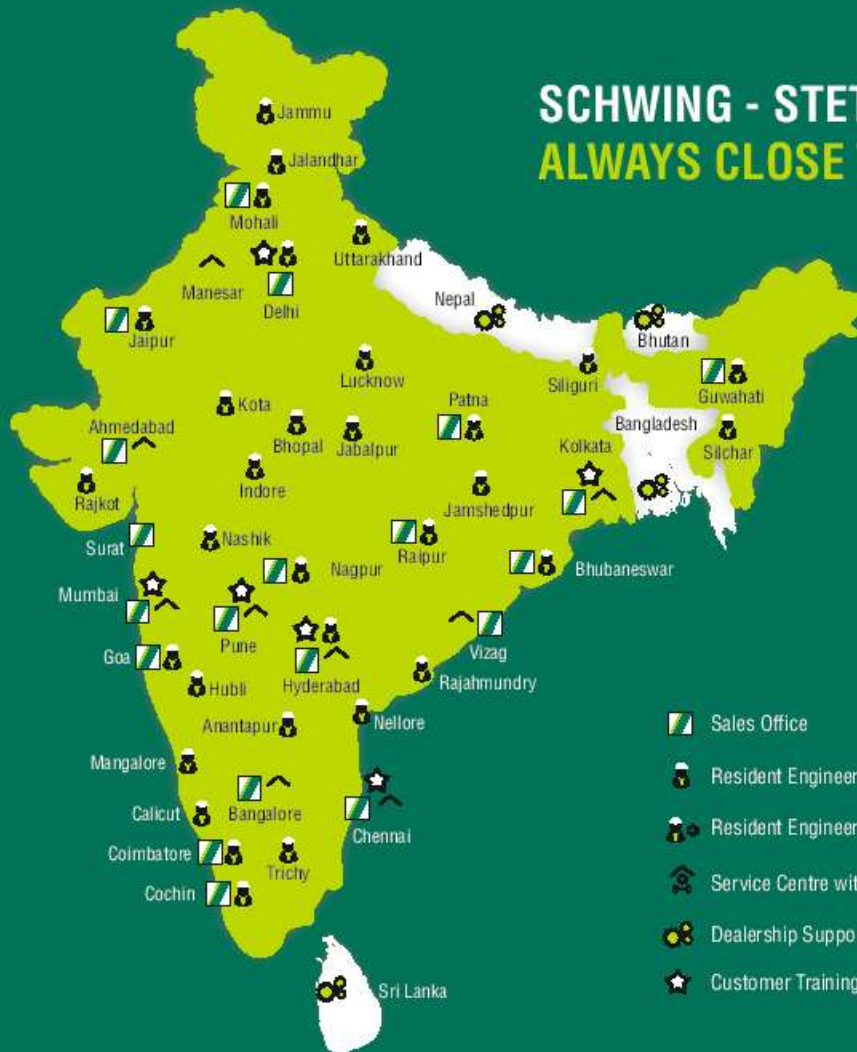 SCHWING - STET
ALWAYS CLOSE
Jammu
Jalandhar
Mohali
Uttarakhand
Manesar
Delhi
Nepal
Jaipur
Bhutan
Lucknow
Siliguri
Guwahati
Kota
Patna
Ahmedabad
Bhopal
Jabalpur
Bangladesh
Kolkata
Silchar
Indore
Rajkot
Jamshedpur
Surat
Nashik
Raipur
Nagpur
Bhubaneswar
Mumbai
Pune
Vizag
Goa
Hyderabad
Rajahmundry
Hubli
Anantapur
Nellore
Mangalore
Bangalore
Calicut
Chennai
Coimbatore
Trichy
Cochin
Sri Lanka
Sales Office
Resident Engineer
Resident Engineer
Service Centre wit
Dealership Suppo
Customer Training